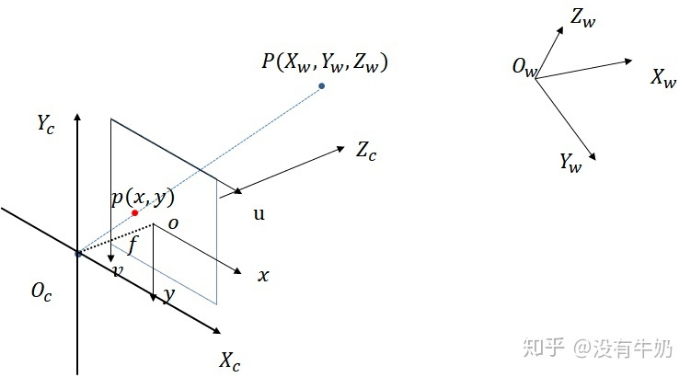 Z_w
O_w
P(X_w, Y_w, Z_w)
X_w
Y_c
Z_c
Y_w
p(x, y)
u
o
f
x
v
y
O_c
X_c
知乎 @没有牛奶